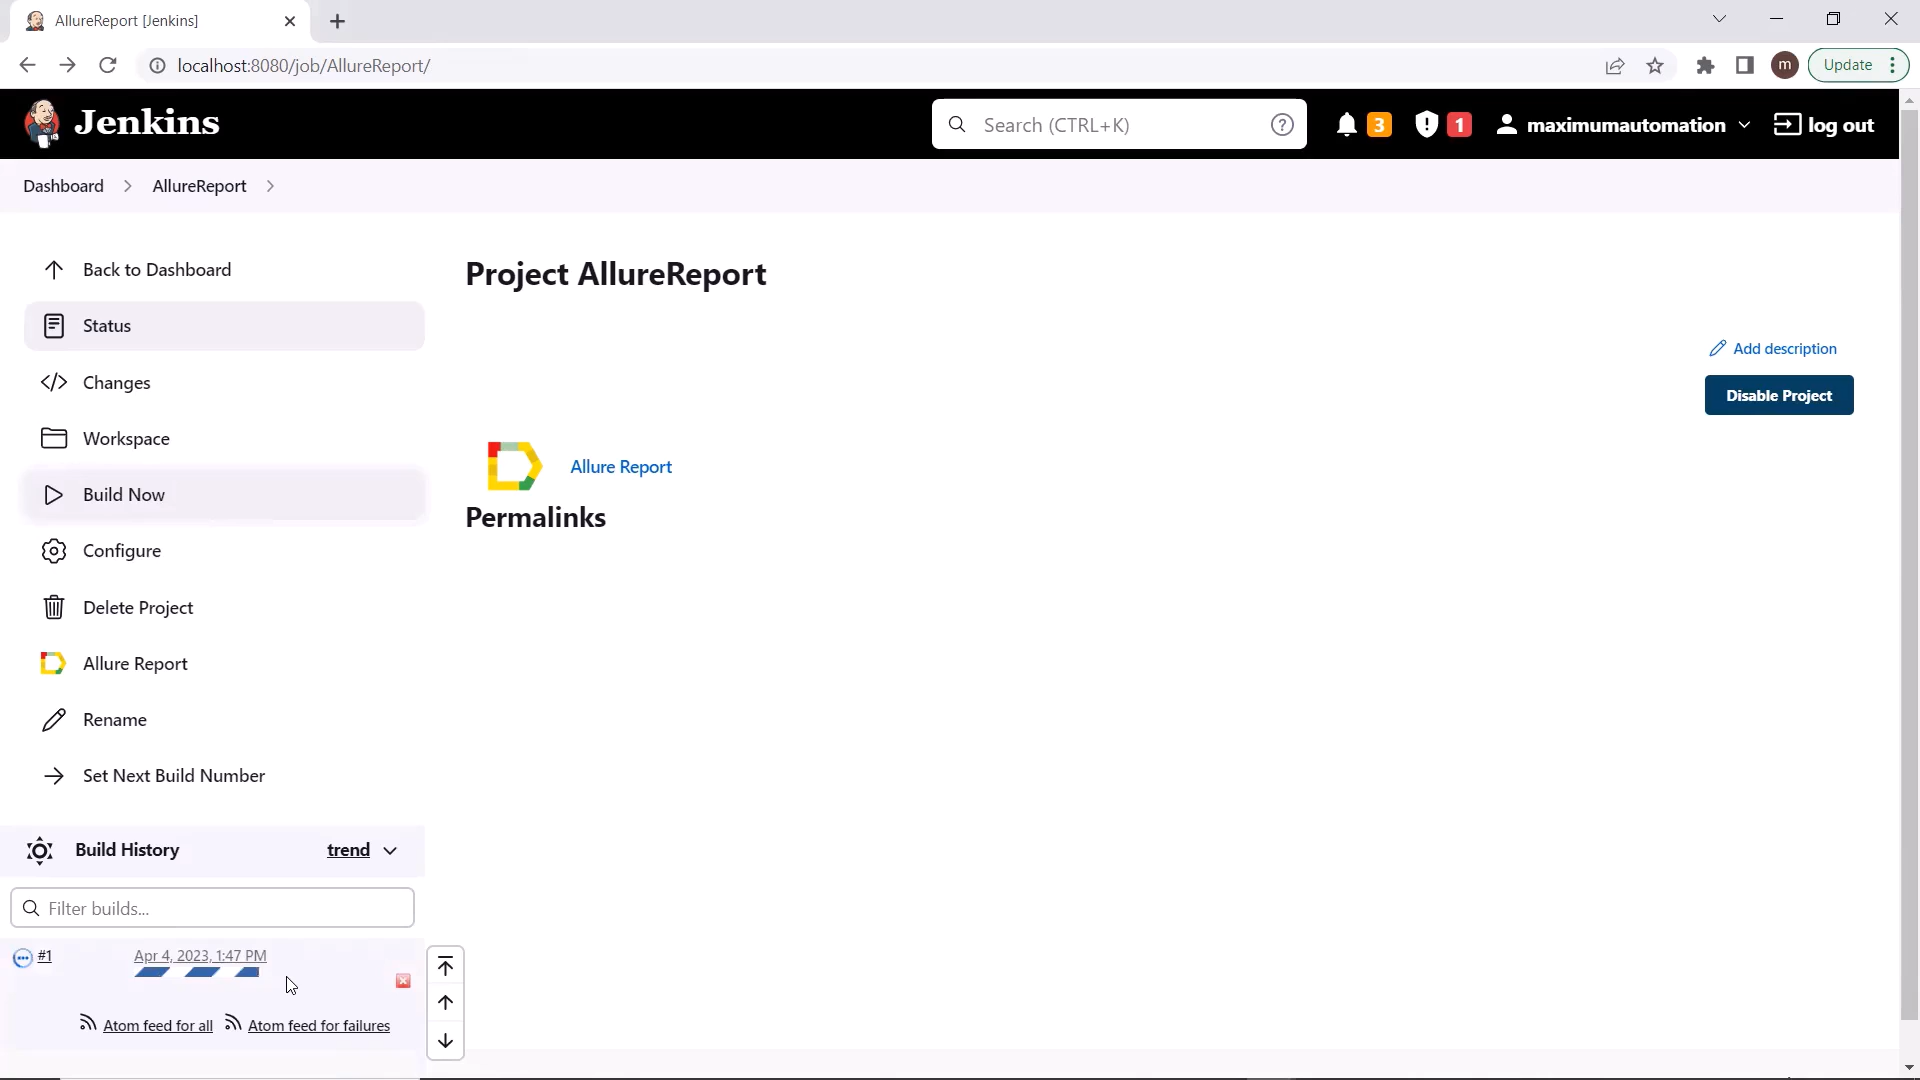 AllureReport [Jenkins]
localhost:8080/job/AllureReport/
m
Update
Jenkins
Search (CTRL+K)
?
3
1
maximumautomation
log out
Dashboard
AllureReport
Back to Dashboard
Status
Changes
Workspace
Build Now
Configure
Delete Project
Allure Report
Rename
Set Next Build Number
Project AllureReport
Add description
Disable Project
Allure Report
Permalinks
Build History
trend
Filter builds...
#1
Apr 4, 2023, 1:47 PM
Atom feed for all
Atom feed for failures